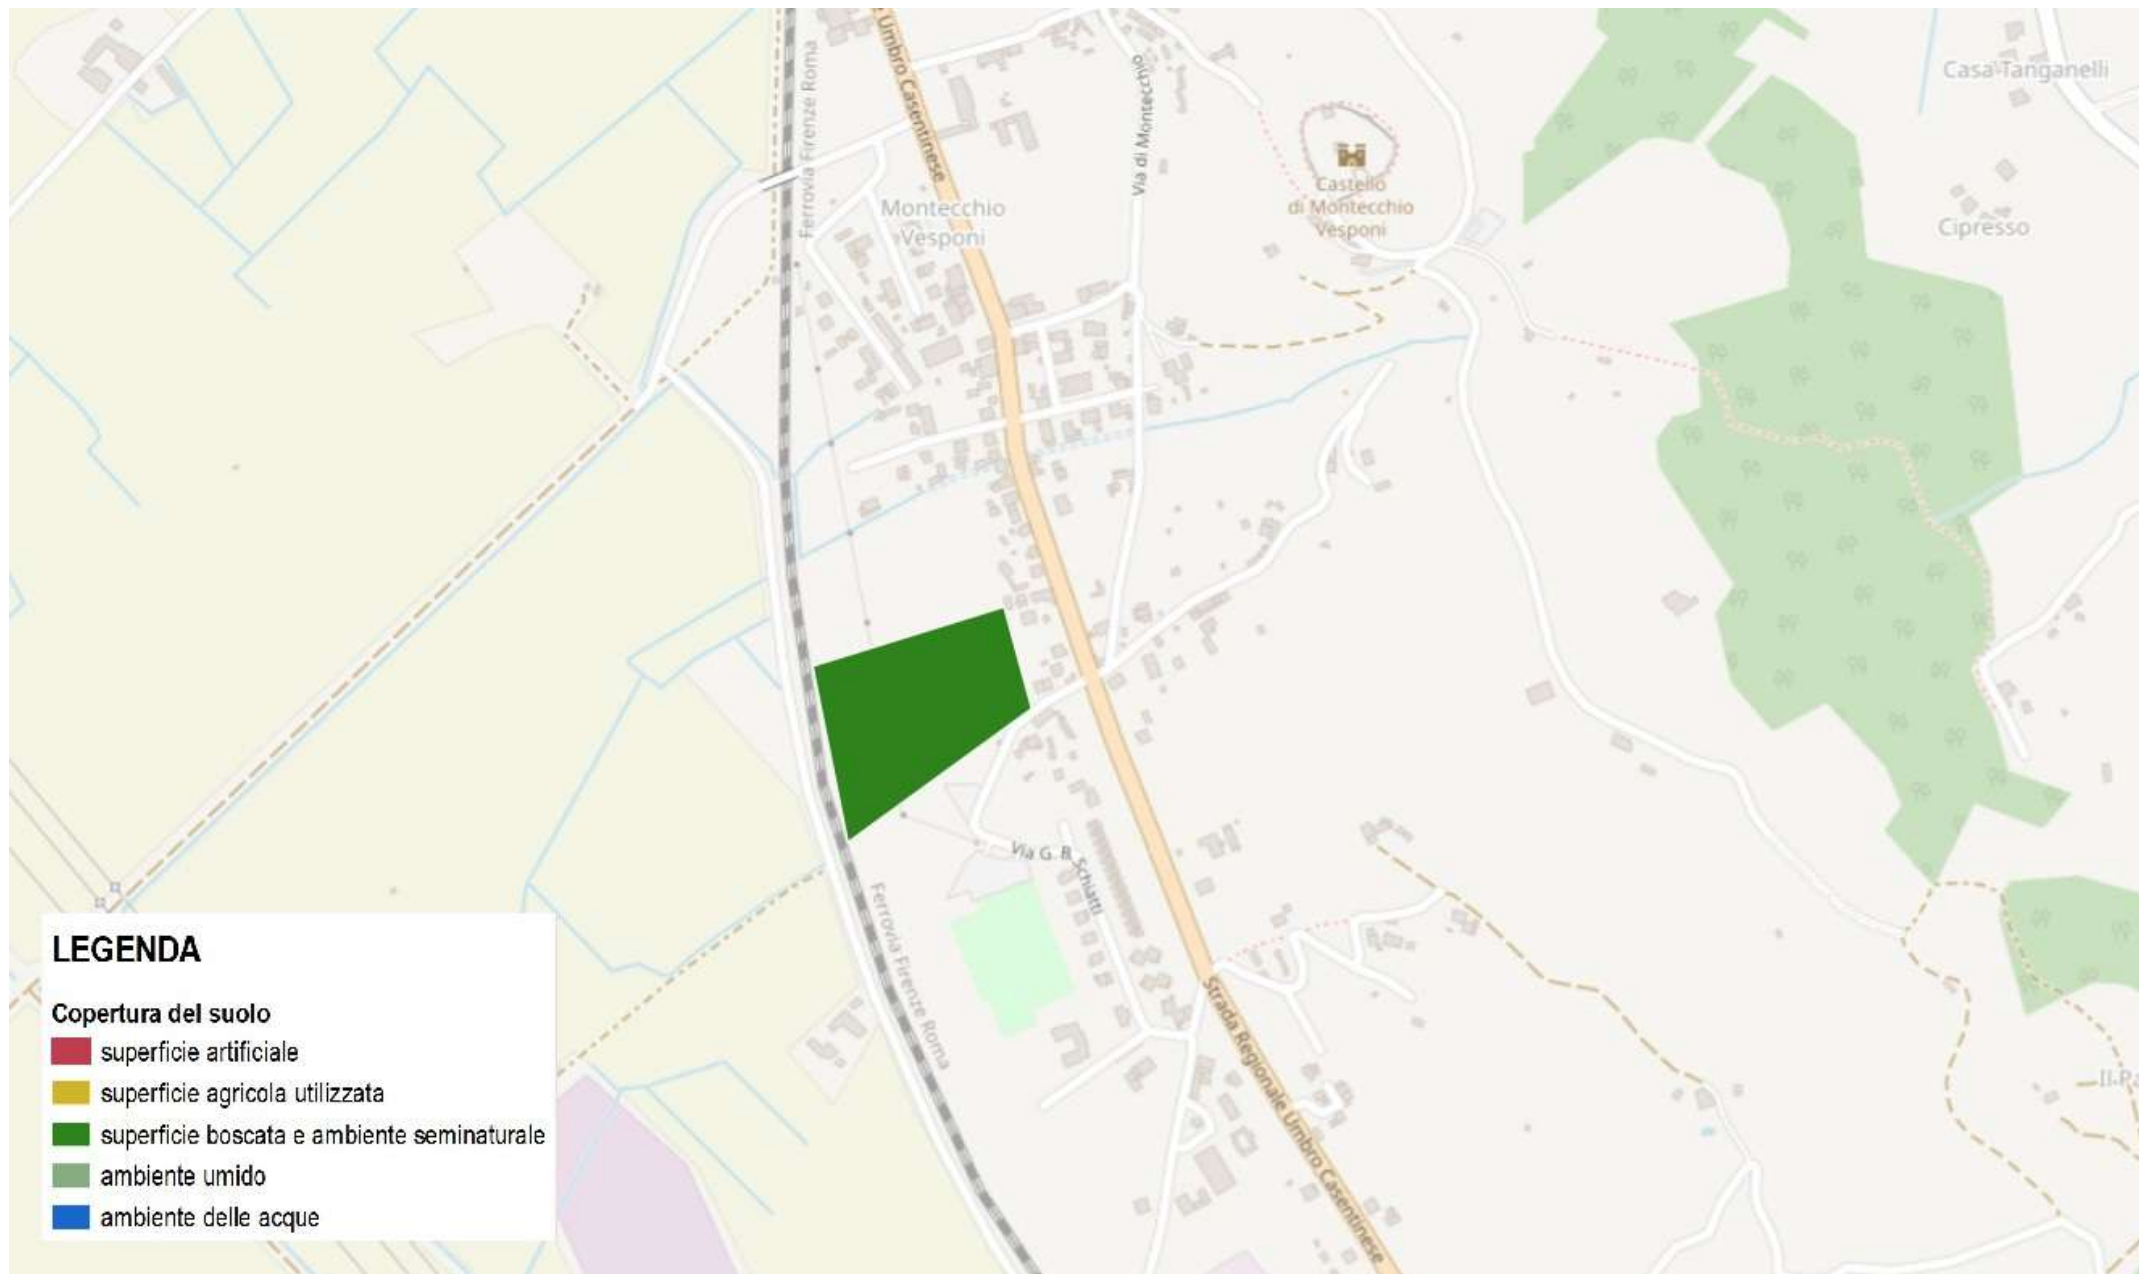 Umbro Casentinese
Ferrovia Firenze Roma
Via di Montecchio
Casa Tanganelli
Castello
di Montecchio
Vesponi
Montecchio
Vesponi
Cipresso
Via G. B. Schiatti
Ferrovia Firenze Roma
Strada Regionale Umbro Casentinese
LEGENDA
Copertura del suolo
superficie artificiale
superficie agricola utilizzata
superficie boscata e ambiente seminaturale
ambiente umido
ambiente delle acque